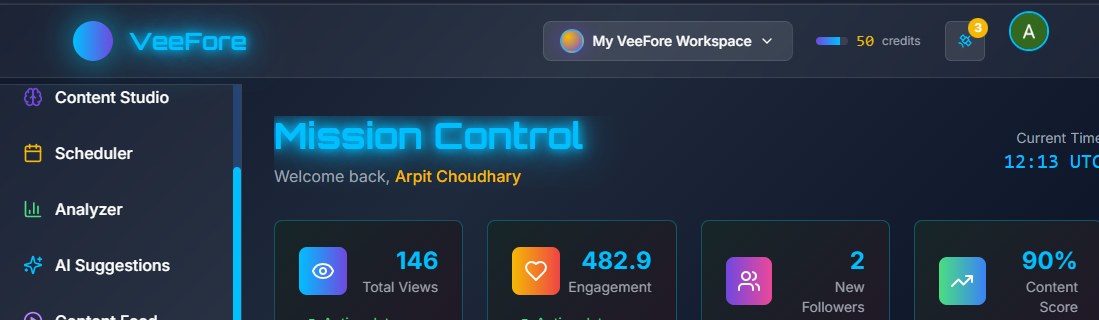 VeeFore
My VeeFore Workspace
50 credits
3
A
Content Studio
Scheduler
Analyzer
AI Suggestions
Content Feed
Mission Control
Welcome back, Arpit Choudhary
Current Time
12:13 UTC
146
Total Views
482.9
Engagement
2
New
Followers
90%
Content
Score